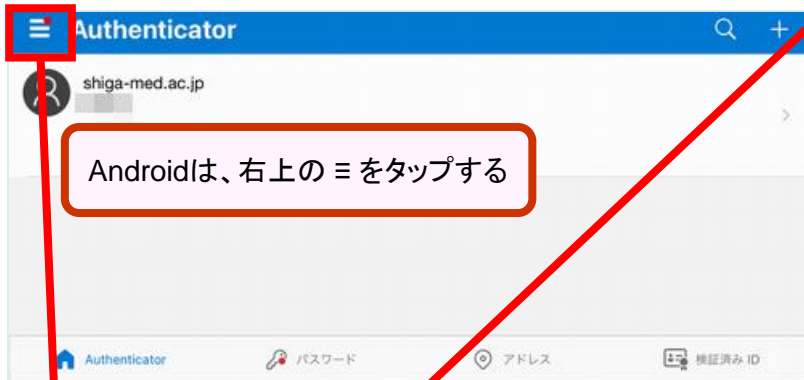 Authenticator
shiga-med.ac.jp
Androidは、右上の ≡ をタップする
Authenticator
パスワード
アドレス
検証済み ID